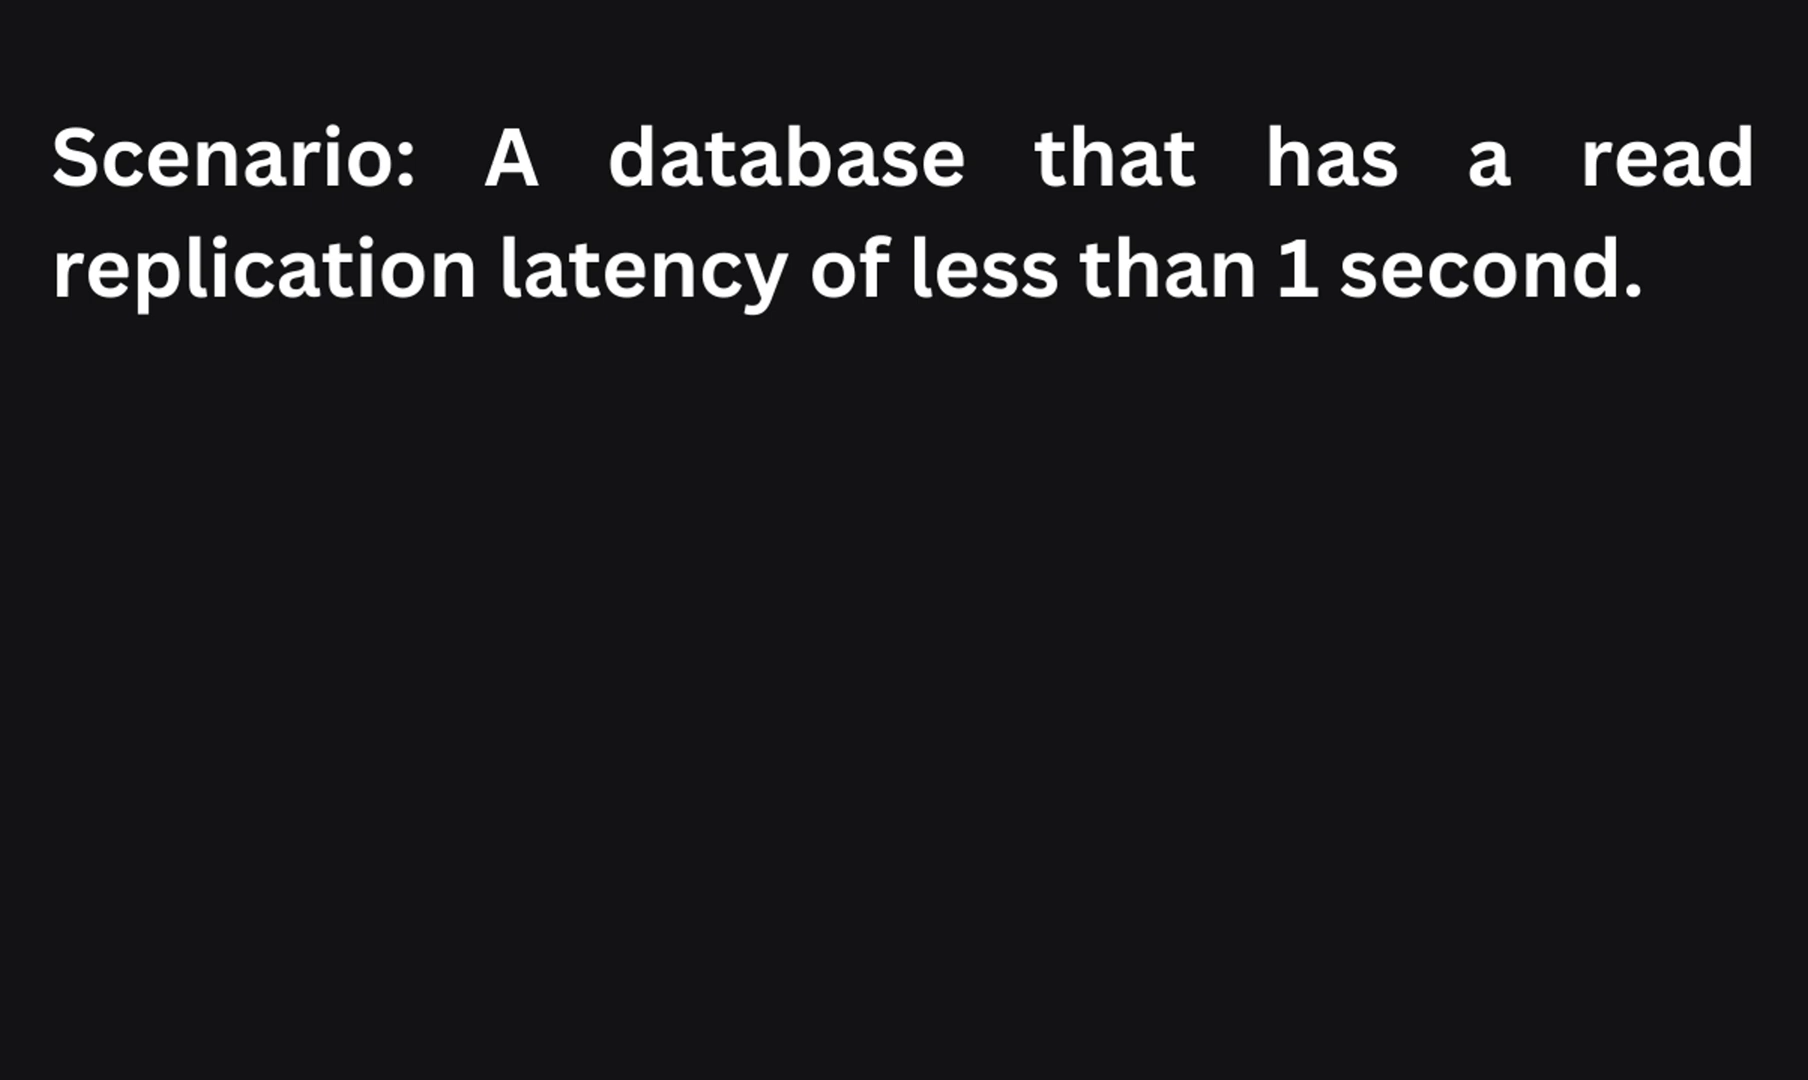 Scenario: A database that has a read
replication latency of less than 1 second.